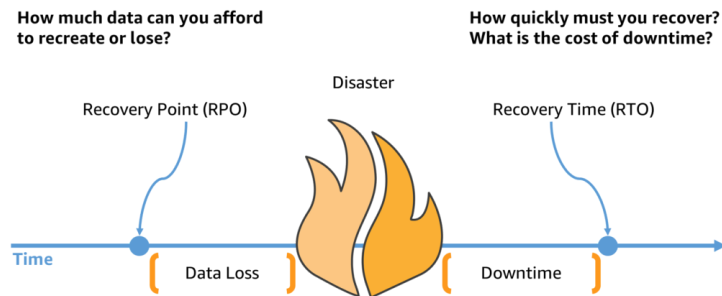 How much data can you afford
to recreate or lose?
How quickly must you recover?
What is the cost of downtime?
Disaster
Recovery Point (RPO)
Recovery Time (RTO)
Time
Data Loss
Downtime